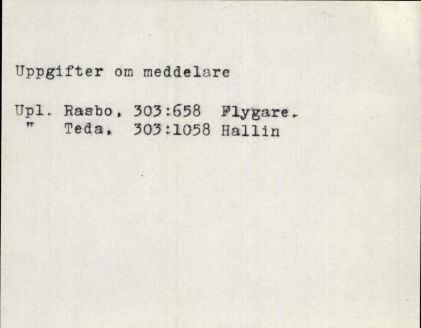 Uppgifter om meddelare
Upl. Rasbo, 303:658 Flygare.
" Teda, 303:1058 Hallin